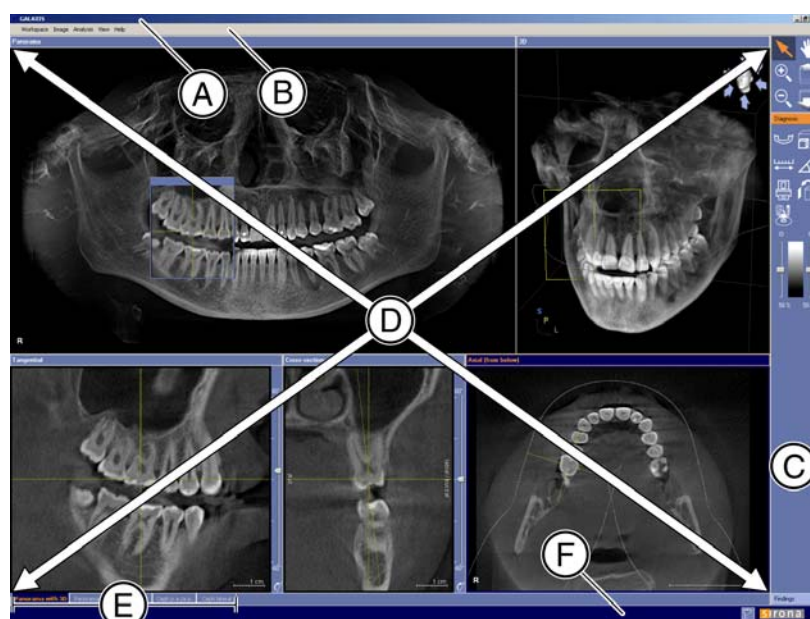 GALAXIS
Workspace Image Analysis View Help
Panorama
3D
A
B
Diagnosis
S
P
L
R
D
Tangential
Cross-section
Axial (from below)
C
1 cm
1 cm
R
F
E
Panorama with 3D
Findings
sirona